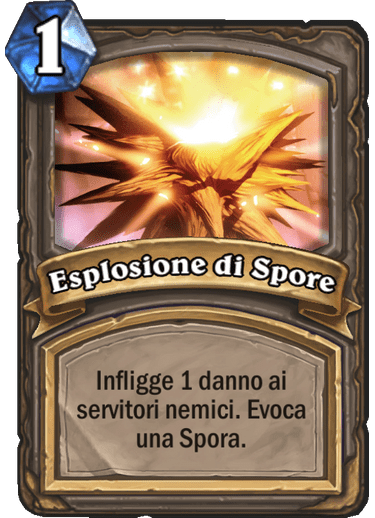 1
Esplosione di Spore
Infligge 1 danno ai
servitori nemici. Evoca
una Spora.